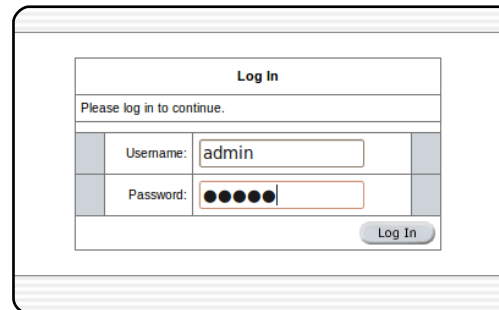 Log In
Please log in to continue.
Username: admin
Password: ●●●●●
Log In